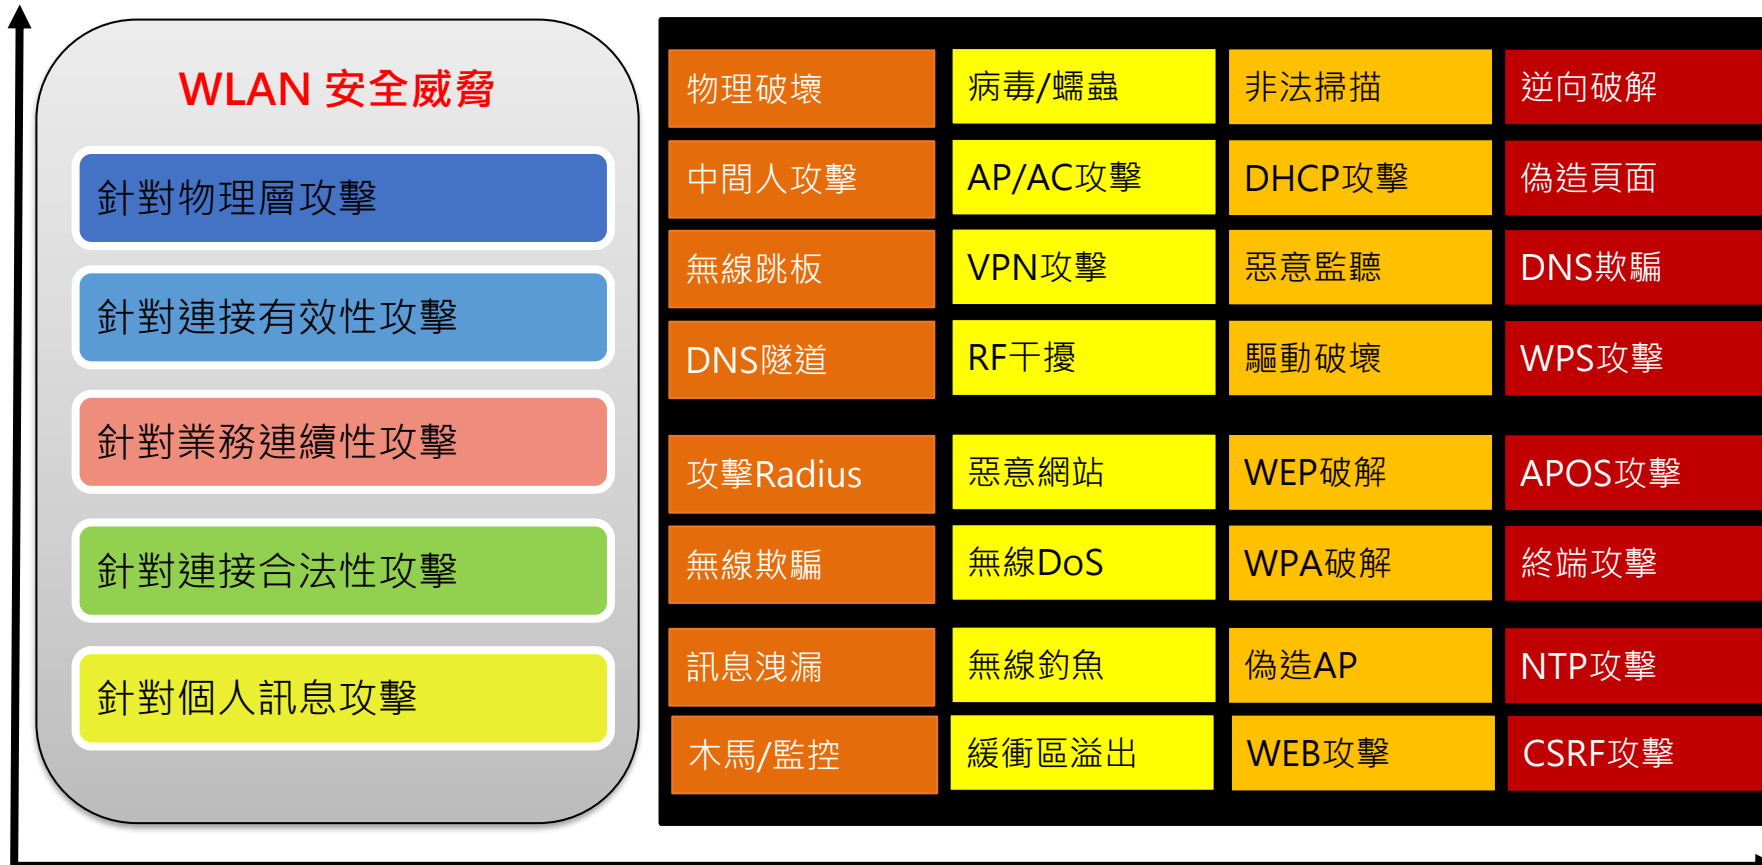 WLAN 安全威脅
針對物理層攻擊
針對連接有效性攻擊
針對業務連續性攻擊
針對連接合法性攻擊
針對個人訊息攻擊
物理破壞
病毒/蠕蟲
非法掃描
逆向破解
中間人攻擊
AP/AC攻擊
DHCP攻擊
偽造頁面
無線跳板
VPN攻擊
惡意監聽
DNS欺騙
DNS隧道
RF干擾
驅動破壞
WPS攻擊
攻擊Radius
惡意網站
WEP破解
APOS攻擊
無線欺騙
無線DoS
WPA破解
終端攻擊
訊息洩漏
無線釣魚
偽造AP
NTP攻擊
木馬/監控
緩衝區溢出
WEB攻擊
CSRF攻擊